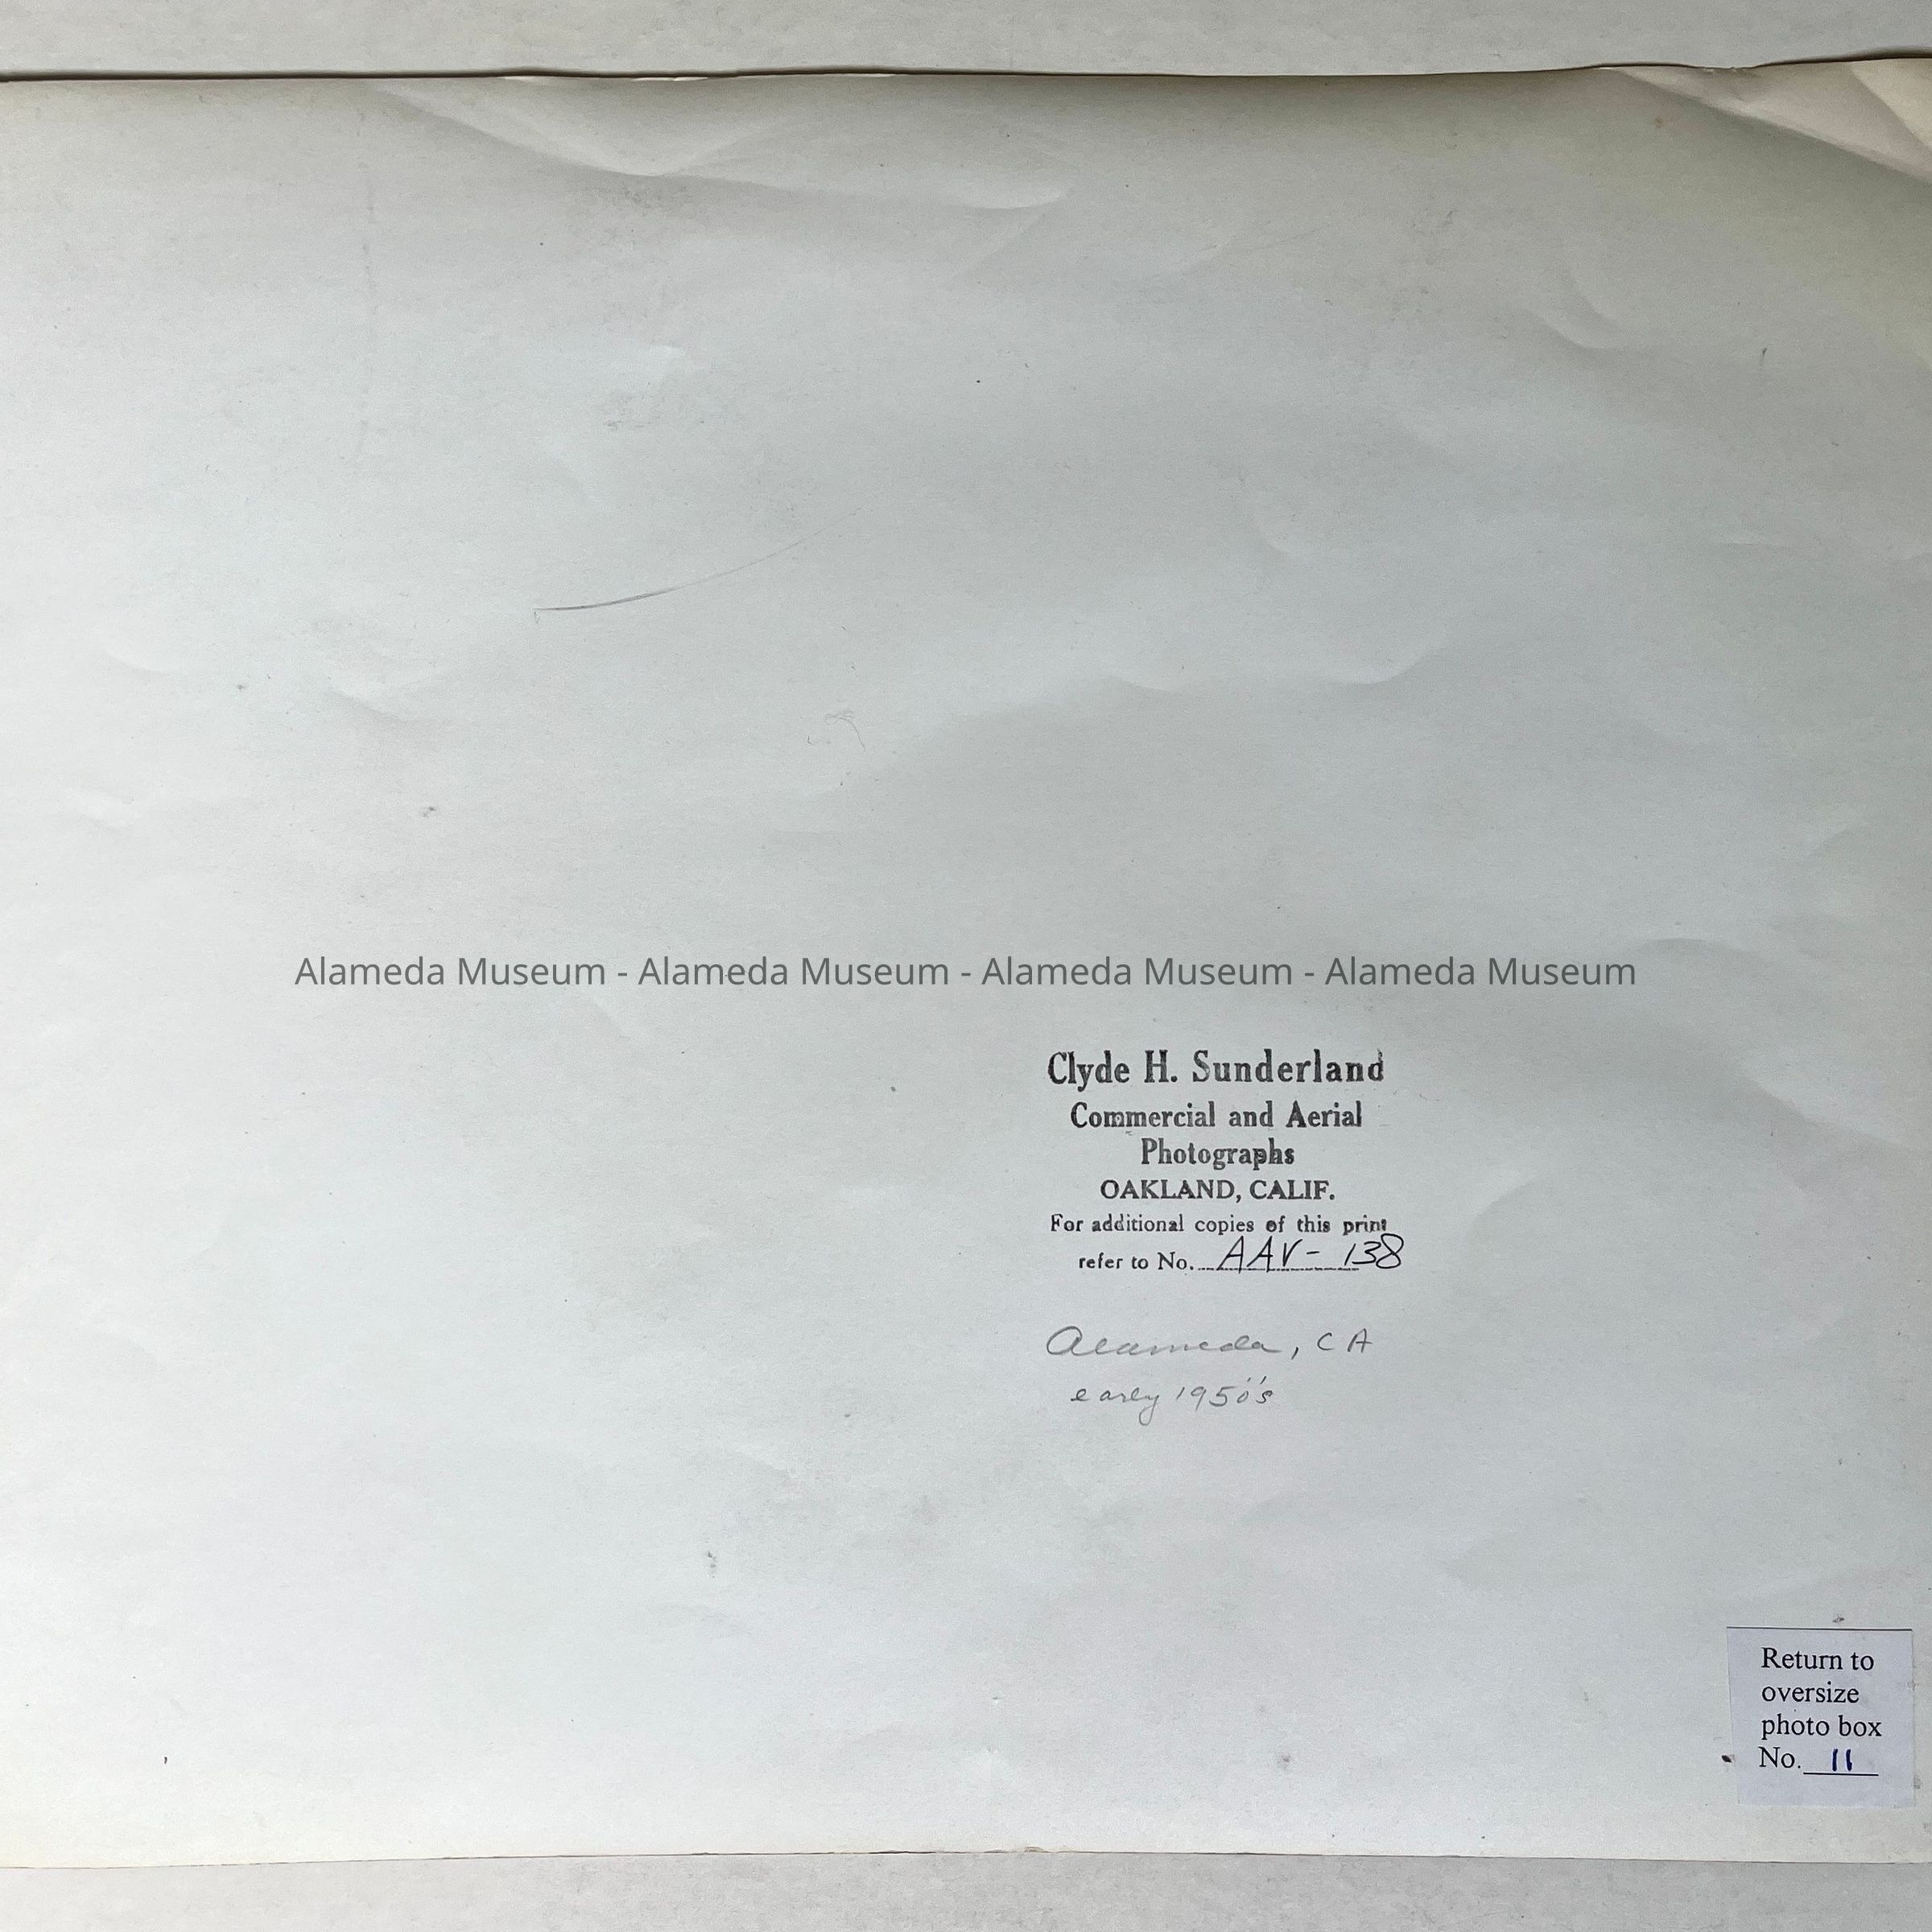 Alameda Museum - Alameda Museum - Alameda Museum - Alameda Museum
Clyde H. Sunderland
Commercial and Aerial
Photographs
OAKLAND, CALIF.
For additional copies of this print
refer to No. AAV - 138
Alameda, CA
early 1950's
Return to
oversize
photo box
No. 11